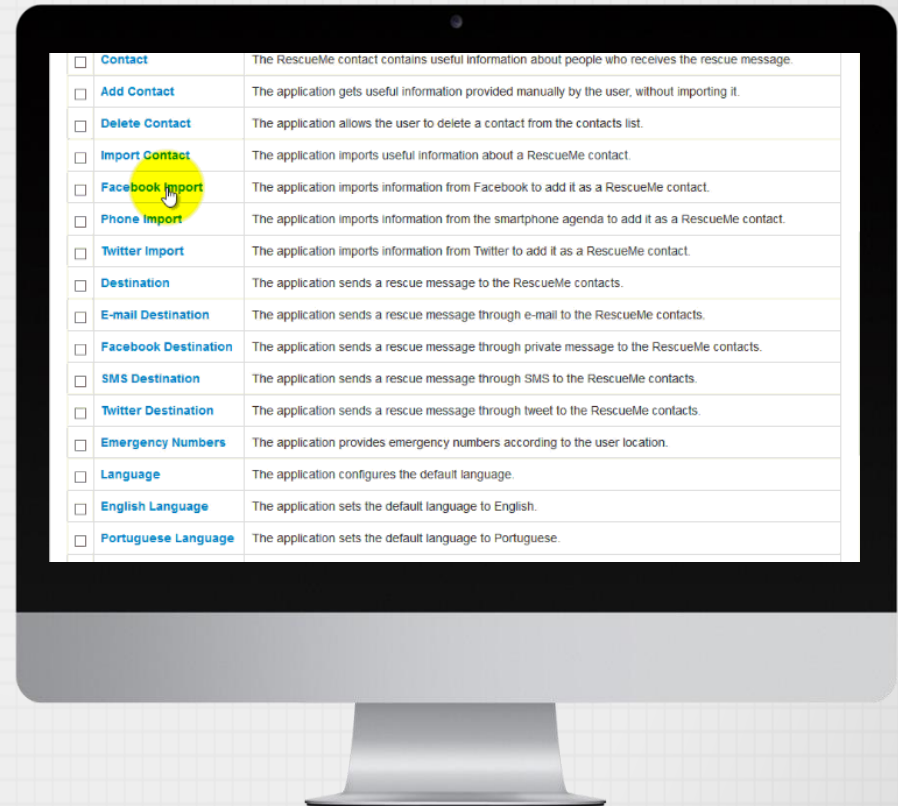 Contact The RescueMe contact contains useful information about people who receives the rescue message.
Add Contact The application gets useful information provided manually by the user, without importing it.
Delete Contact The application allows the user to delete a contact from the contacts list.
Import Contact The application imports useful information about a RescueMe contact.
Facebook Import The application imports information from Facebook to add it as a RescueMe contact.
Phone Import The application imports information from the smartphone agenda to add it as a RescueMe contact.
Twitter Import The application imports information from Twitter to add it as a RescueMe contact.
Destination The application sends a rescue message to the RescueMe contacts.
E-mail Destination The application sends a rescue message through e-mail to the RescueMe contacts.
Facebook Destination The application sends a rescue message through private message to the RescueMe contacts.
SMS Destination The application sends a rescue message through SMS to the RescueMe contacts.
Twitter Destination The application sends a rescue message through tweet to the RescueMe contacts.
Emergency Numbers The application provides emergency numbers according to the user location.
Language The application configures the default language.
English Language The application sets the default language to English.
Portuguese Language The application sets the default language to Portuguese.